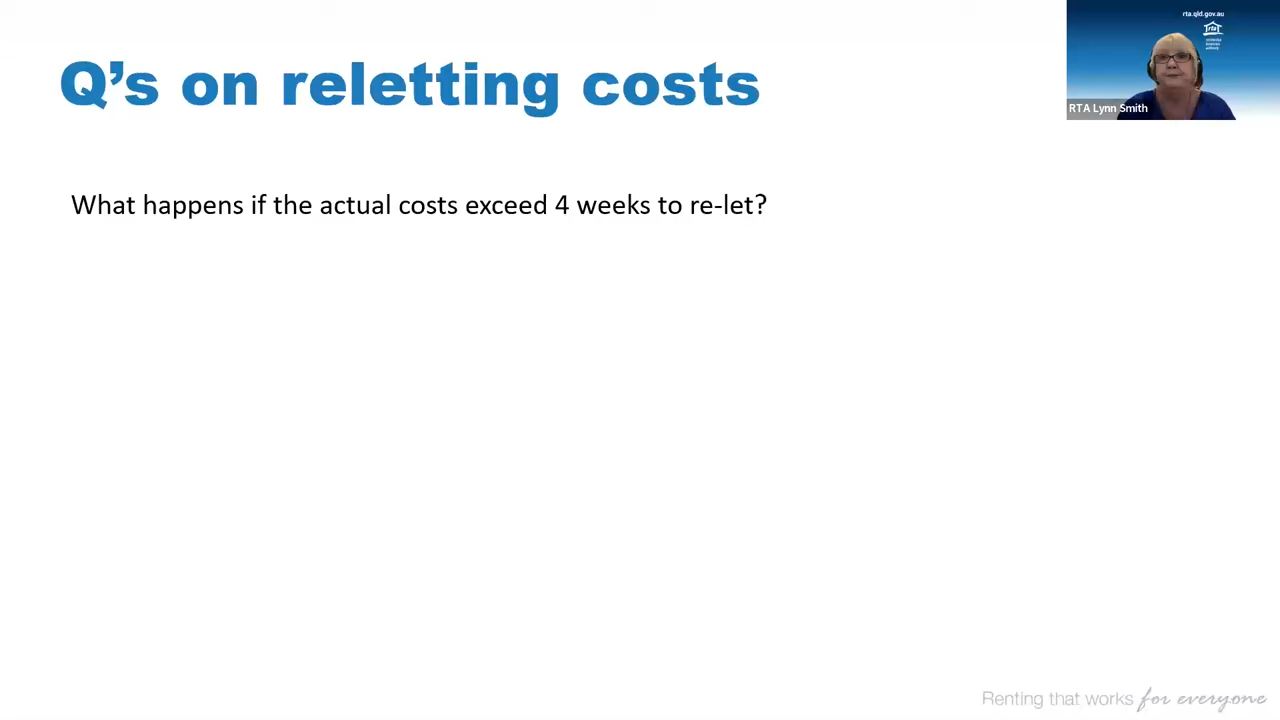 Q’s on reletting costs
rta.qld.gov.au
rta
RTA Lynn Smith
What happens if the actual costs exceed 4 weeks to re-let?
Renting that works for everyone